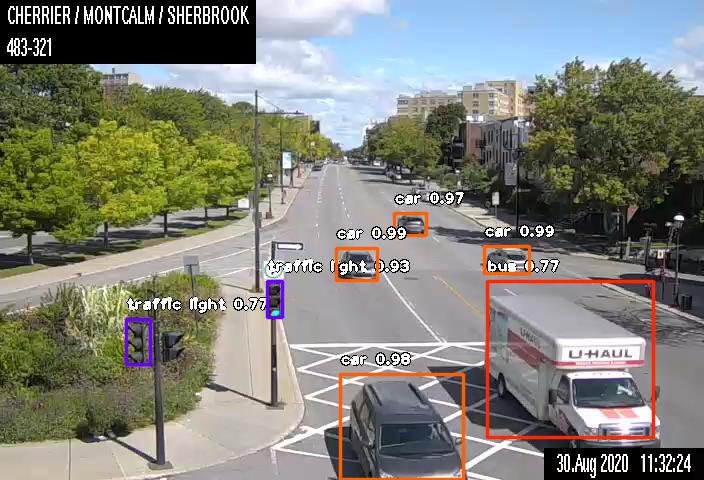 CHERRIER / MONTCALM / SHERBROOK
483-321
car 0.97
car 0.99
car 0.99
traffic light 0.93
bus 0.77
traffic light 0.77
U-HAUL
car 0.98
U-HAUL
30.Aug 2020 11:32:24